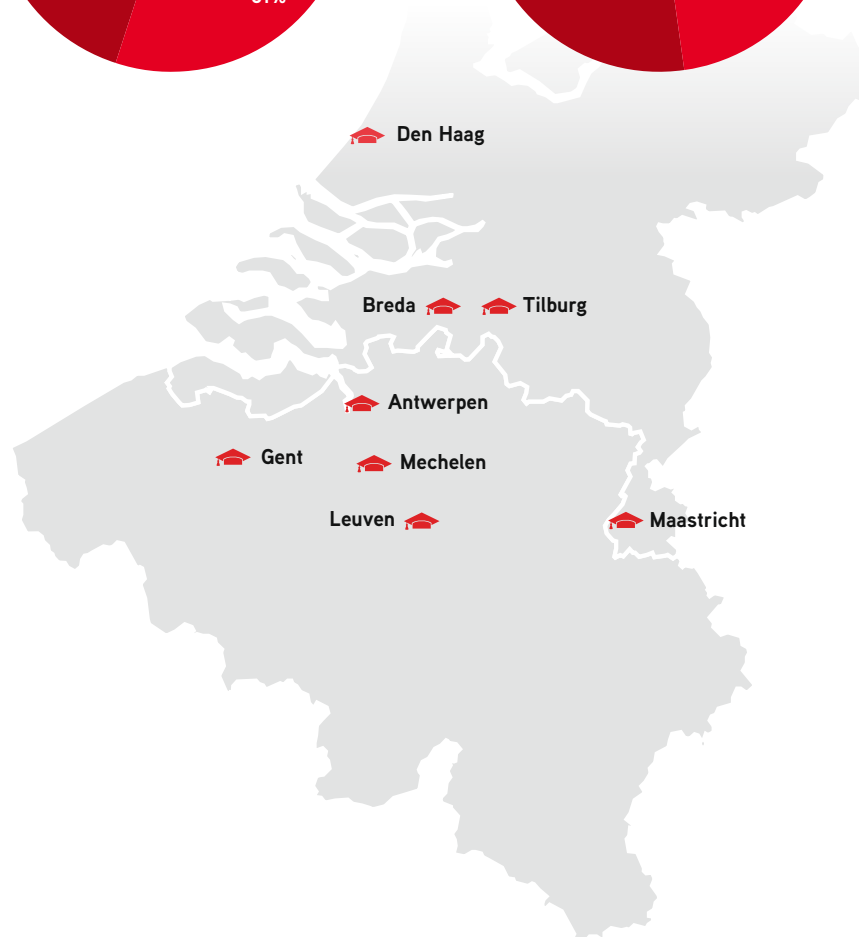 Den Haag
Breda
Tilburg
Antwerpen
Gent
Mechelen
Leuven
Maastricht